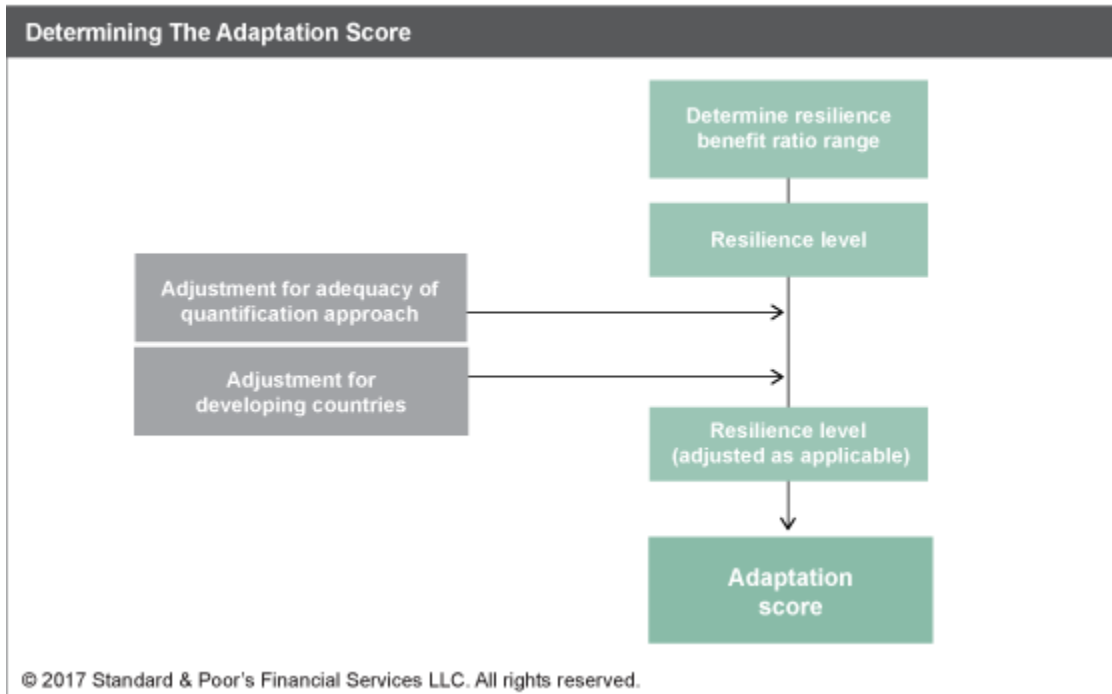 Determining The Adaptation Score
Determine resilience
benefit ratio range
Resilience level
Adjustment for adequacy of
quantification approach
Adjustment for
developing countries
Resilience level
(adjusted as applicable)
Adaptation
score
© 2017 Standard & Poor's Financial Services LLC. All rights reserved.